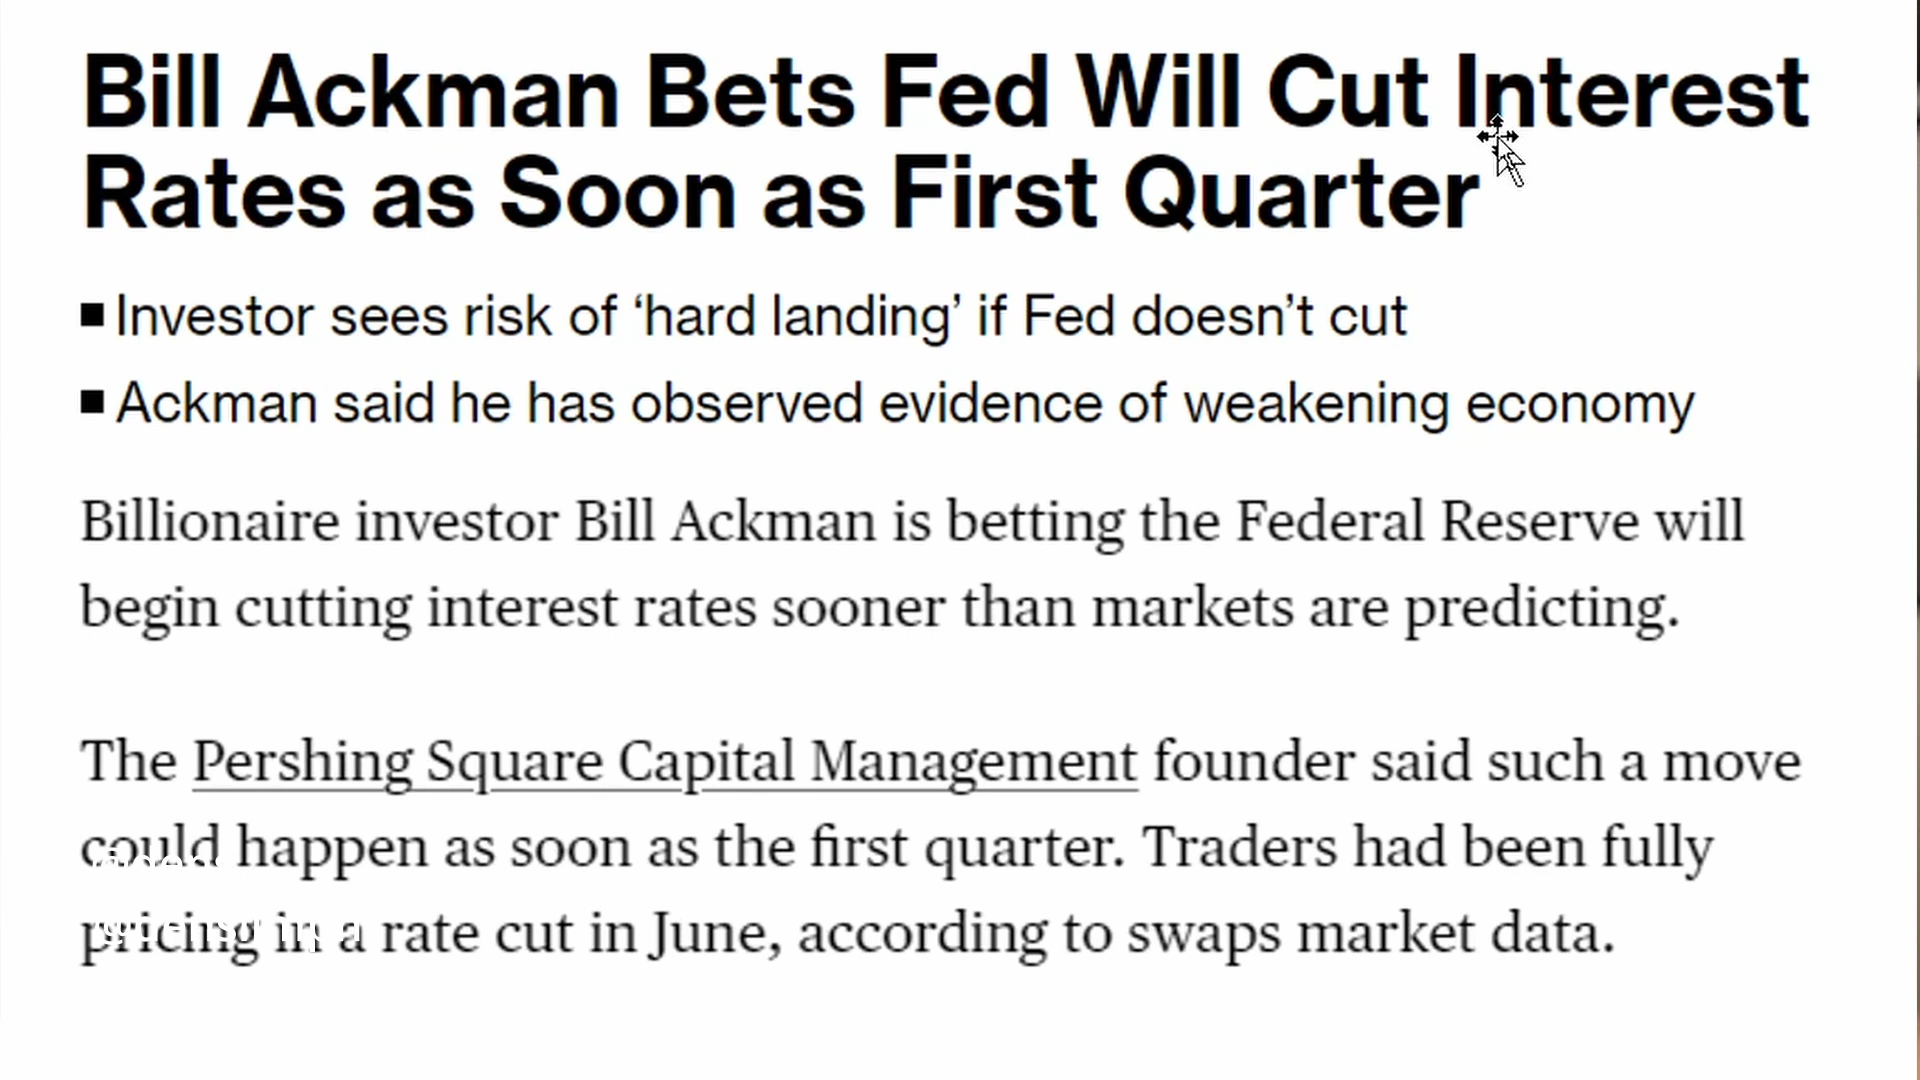 Bill Ackman Bets Fed Will Cut Interest
Rates as Soon as First Quarter
■ Investor sees risk of ‘hard landing’ if Fed doesn’t cut
■ Ackman said he has observed evidence of weakening economy
Billionaire investor Bill Ackman is betting the Federal Reserve will
begin cutting interest rates sooner than markets are predicting.
The Pershing Square Capital Management founder said such a move
could happen as soon as the first quarter. Traders had been fully
pricing in a rate cut in June, according to swaps market data.